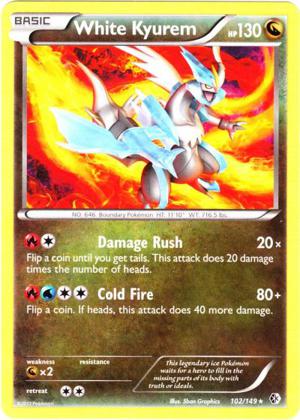 BASIC
White Kyurem
HP130
NO. 646 Boundary Pokémon HT: 11'10" WT: 716.5 lbs.
Damage Rush 20×
Flip a coin until you get tails. This attack does 20 damage
times the number of heads.
Cold Fire 80+
Flip a coin. If heads, this attack does 40 more damage.
weakness resistance
×2
retreat
This legendary ice Pokémon
waits for a hero to fill in the
missing parts of its body with
truth or ideals.
Illus. 5ban Graphics 102/149 ★
©2012 Pokémon